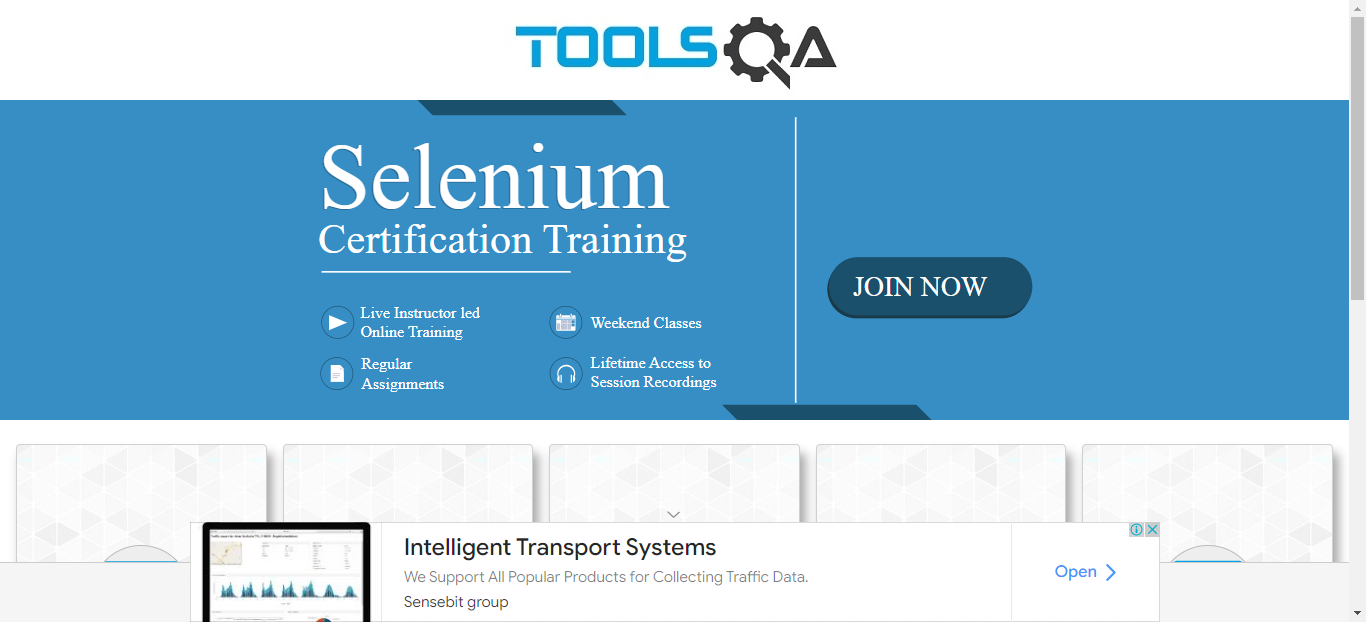 TOOLSQA
Selenium
Certification Training
Live Instructor led
Online Training
Weekend Classes
Regular
Assignments
Lifetime Access to
Session Recordings
JOIN NOW
Intelligent Transport Systems
We Support All Popular Products for Collecting Traffic Data.
Sensebit group
Open